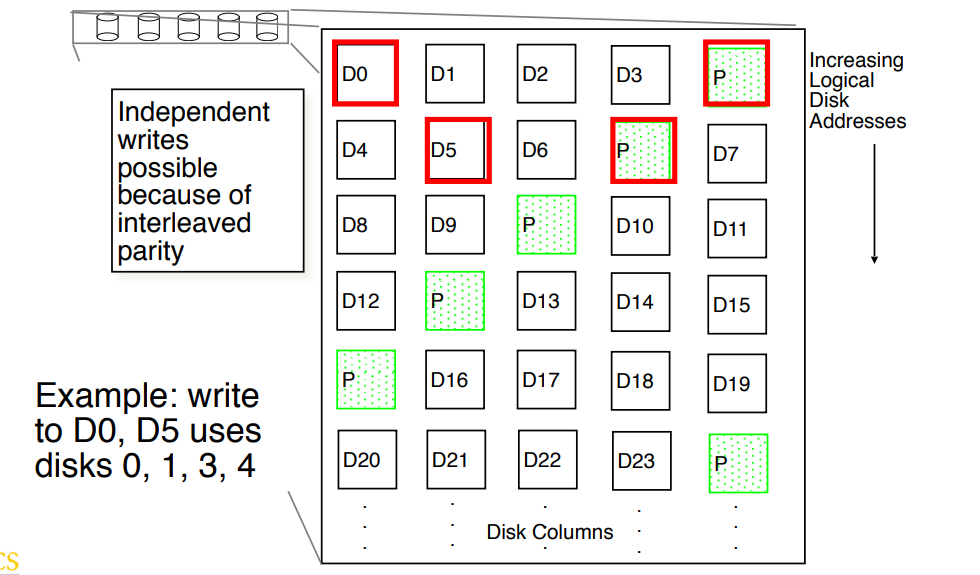 Independent
writes
possible
because of
interleaved
parity
Example: write
to D0, D5 uses
disks 0, 1, 3, 4
D0 D1 D2 D3 P
D4 D5 D6 P D7
D8 D9 P D10 D11
D12 P D13 D14 D15
P D16 D17 D18 D19
D20 D21 D22 D23 P
Disk Columns
Increasing
Logical
Disk
Addresses
CS